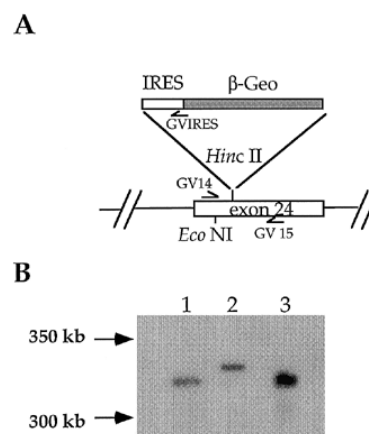 A
IRES β-Geo
GVIRES
Hinc II
GV14
exon 24
Eco NI GV 15
B
1 2 3
350 kb
300 kb